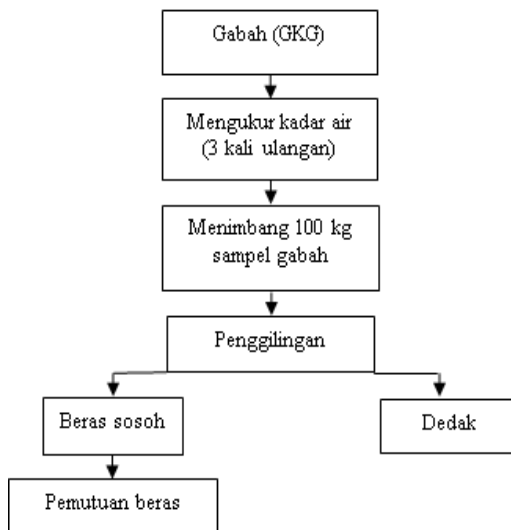 Gabah (GKG)
Mengukur kadar air
(3 kali ulangan)
Menimbang 100 kg
sampel gabah
Penggilingan
Beras sosoh
Dedak
Pemutuan beras